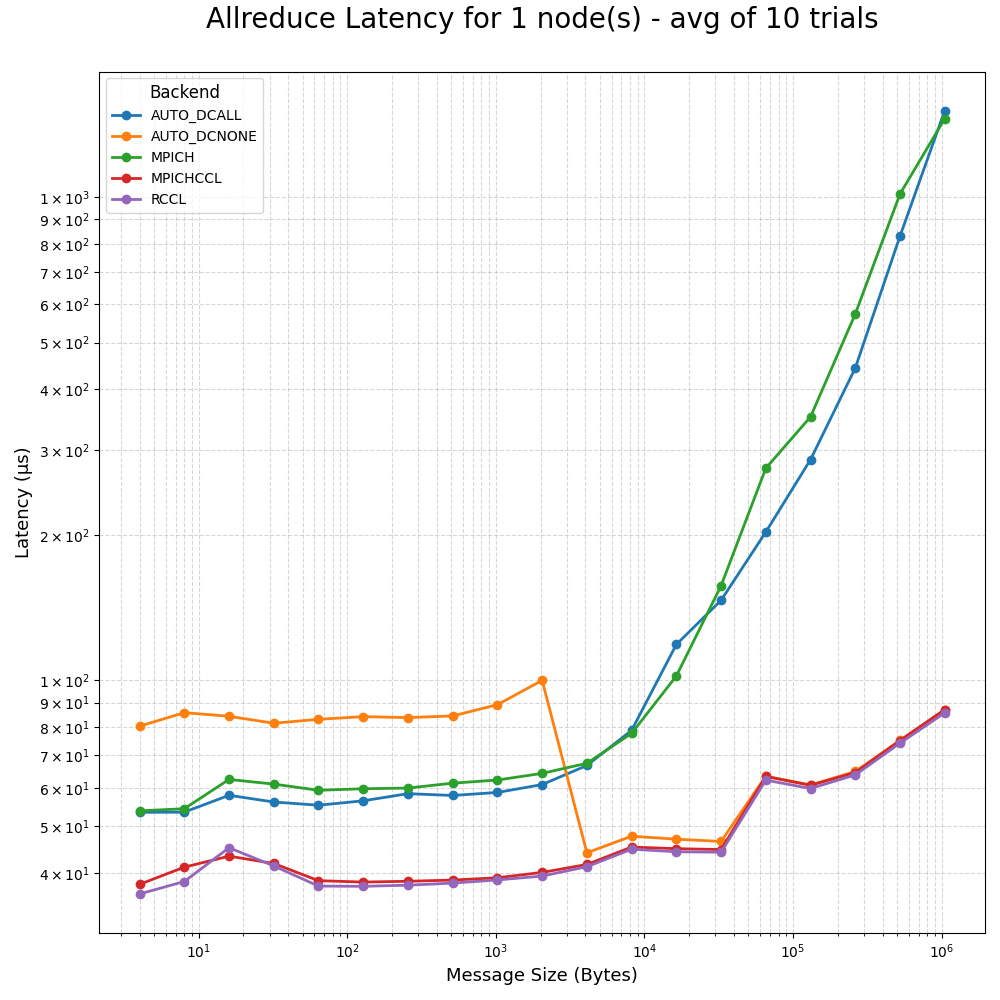 Allreduce Latency for 1 node(s) - avg of 10 trials
Backend
AUTO_DCALL
AUTO_DCNONE
MPICH
MPICHCCL
RCCL
Latency (µs)
1 × 10³
9 × 10²
8 × 10²
7 × 10²
6 × 10²
5 × 10²
4 × 10²
3 × 10²
2 × 10²
1 × 10²
9 × 10¹
8 × 10¹
7 × 10¹
6 × 10¹
5 × 10¹
4 × 10¹
10¹ 10² 10³ 10⁴ 10⁵ 10⁶
Message Size (Bytes)